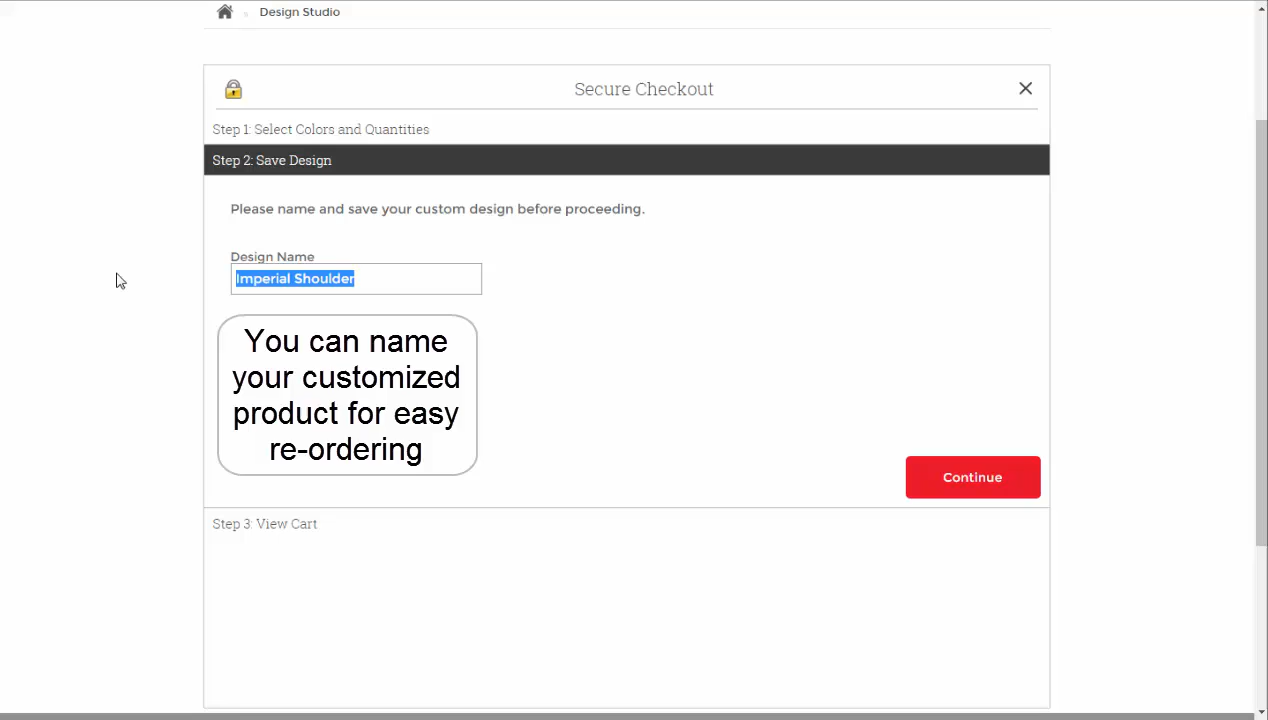 Design Studio
Secure Checkout
Step 1: Select Colors and Quantities
Step 2: Save Design
Please name and save your custom design before proceeding.
Design Name
Imperial Shoulder
You can name
your customized
product for easy
re-ordering
Continue
Step 3: View Cart